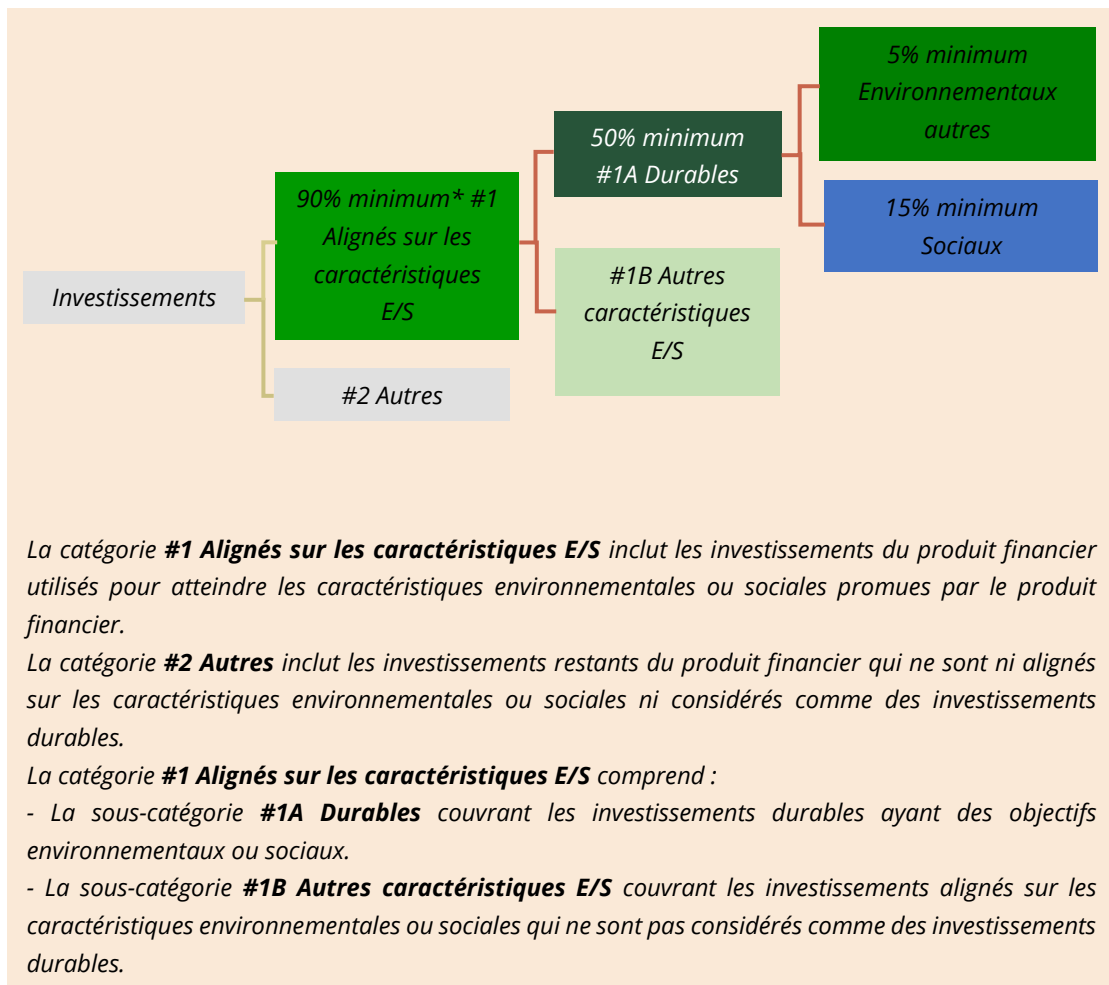 5% minimum
Environnementaux
autres
50% minimum
#1A Durables
15% minimum
Sociaux
90% minimum* #1
Alignés sur les
caractéristiques
E/S
#1B Autres
caractéristiques
E/S
Investissements
#2 Autres
La catégorie #1 Alignés sur les caractéristiques E/S inclut les investissements du produit financier
utilisés pour atteindre les caractéristiques environnementales ou sociales promues par le produit
financier.
La catégorie #2 Autres inclut les investissements restants du produit financier qui ne sont ni alignés
sur les caractéristiques environnementales ou sociales ni considérés comme des investissements
durables.
La catégorie #1 Alignés sur les caractéristiques E/S comprend :
- La sous-catégorie #1A Durables couvrant les investissements durables ayant des objectifs
environnementaux ou sociaux.
- La sous-catégorie #1B Autres caractéristiques E/S couvrant les investissements alignés sur les
caractéristiques environnementales ou sociales qui ne sont pas considérés comme des investissements
durables.